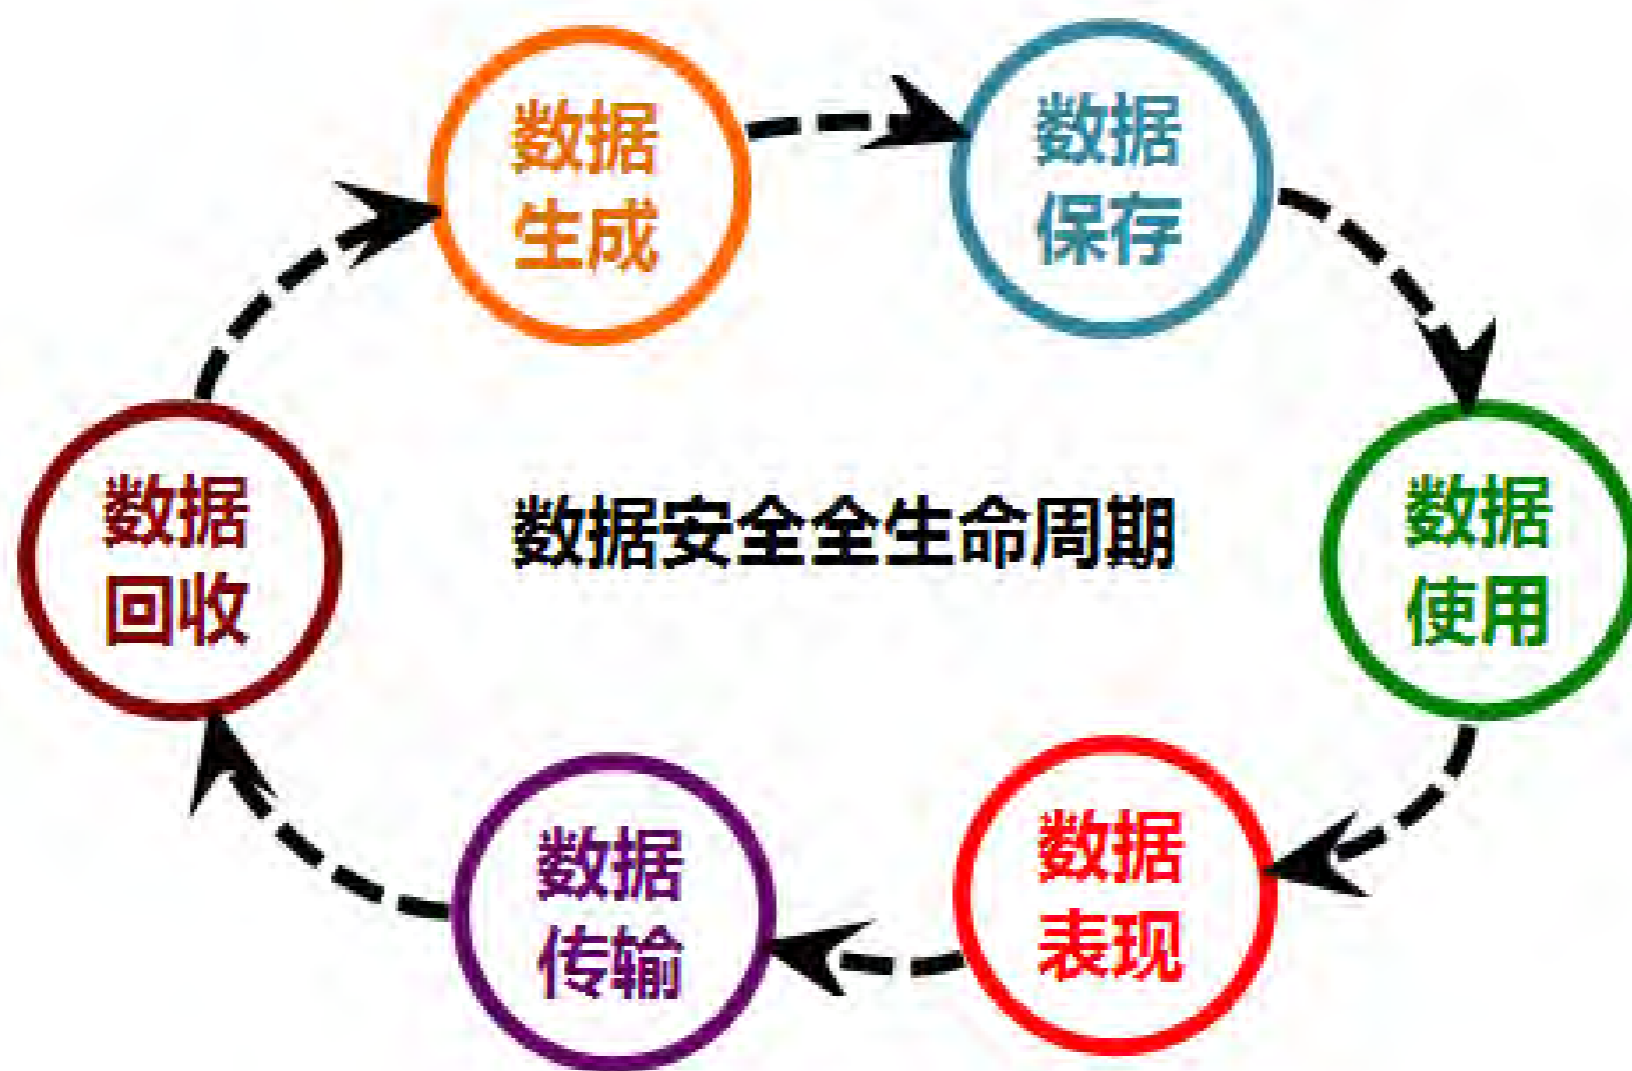 数据
生成
数据
保存
数据
使用
数据
表现
数据
传输
数据
回收
数据安全全生命周期